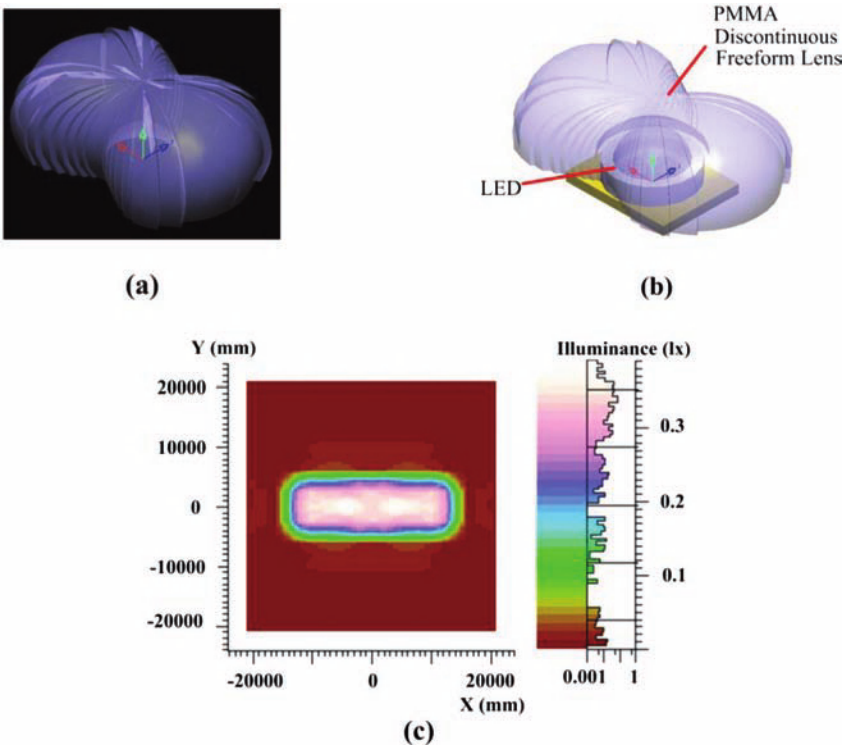 PMMA
Discontinuous
Freeform Lens
LED
(a)
(b)
Y (mm)
Illuminance (lx)
20000
10000
0
-10000
-20000
-20000
0
20000
X (mm)
0.3
0.2
0.1
0.001
1
(c)